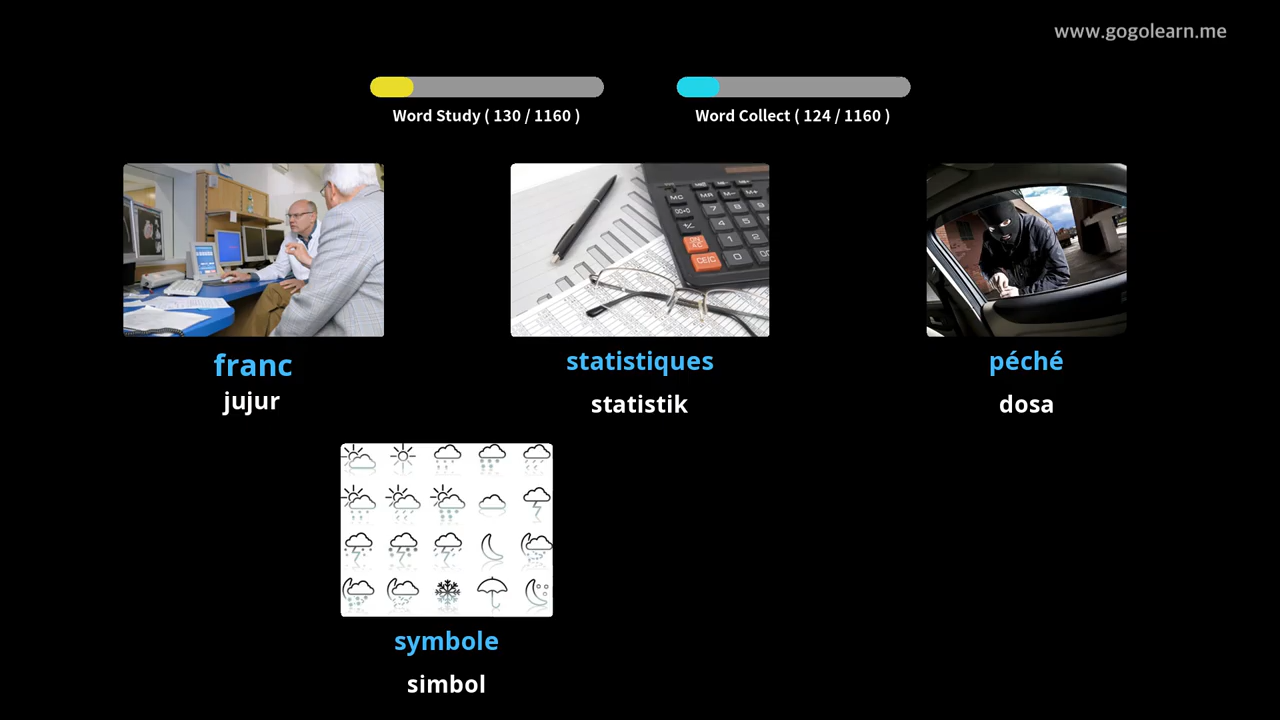 www.gogolearn.me
Word Study ( 130 / 1160 )
Word Collect ( 124 / 1160 )
franc
jujur
statistiques
statistik
péché
dosa
symbole
simbol